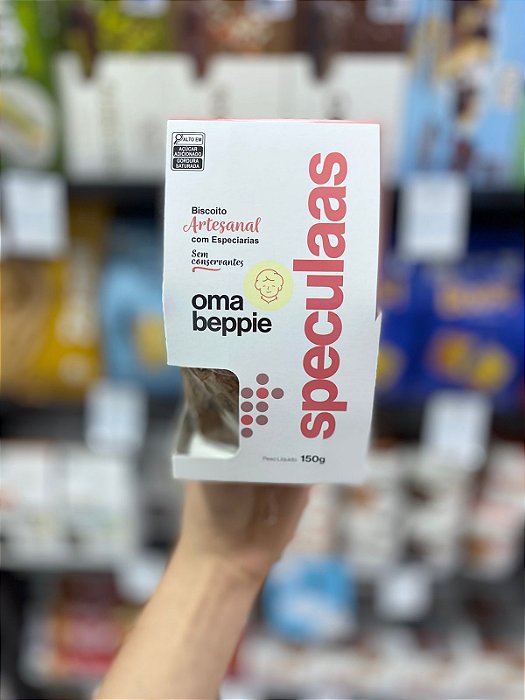 ALTO EM
AÇÚCAR
ADICIONADO
GORDURA
SATURADA
Biscoito
Artesanal
com Especiarias
Sem
conservantes
oma
beppie
speculaas
Peso Líquido 150g